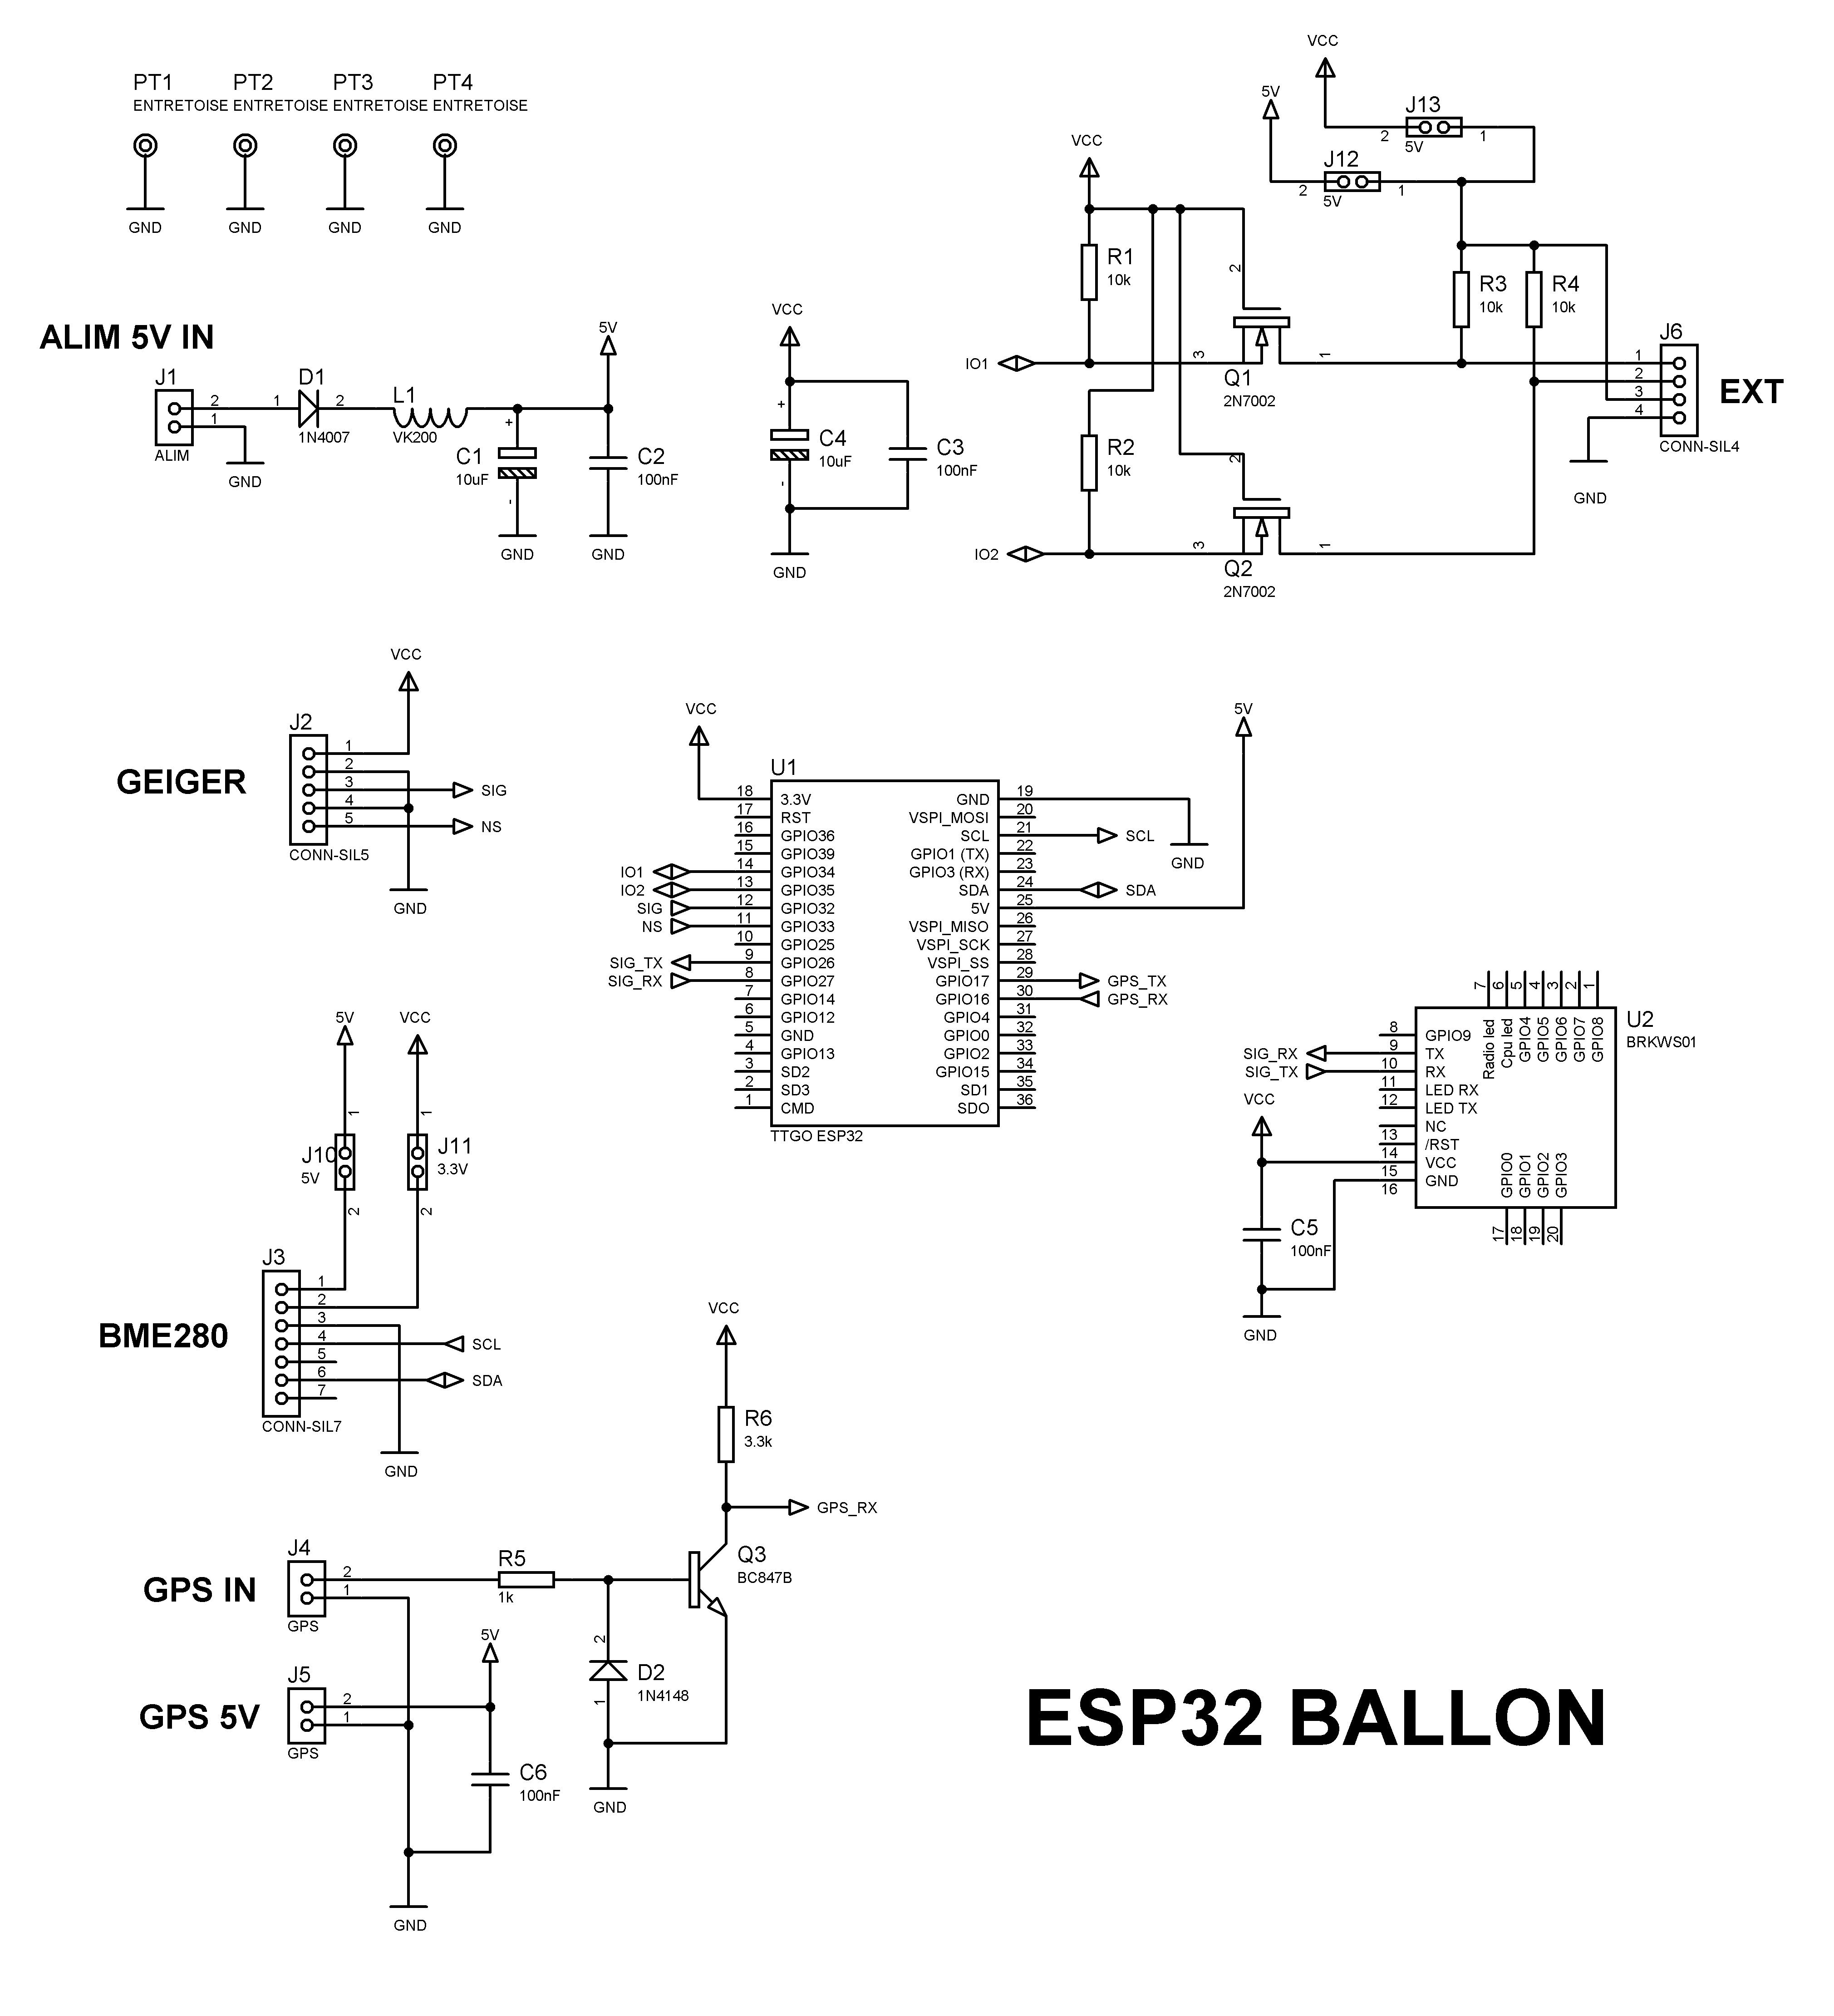 PT1
ENTRETOISE
GND
PT2
ENTRETOISE
GND
PT3
ENTRETOISE
GND
PT4
ENTRETOISE
GND
ALIM 5V IN
J1
2
1
ALIM
GND
1
D1
2
1N4007
L1
VK200
5V
+
C1
10uF
-
GND
C2
100nF
GND
VCC
+
C4
10uF
-
C3
100nF
GND
VCC
J13
2
1
5V
5V
J12
2
1
5V
VCC
R1
10k
2
IO1
3
1
Q1
2N7002
R2
10k
2
IO2
3
1
Q2
2N7002
R3
10k
R4
10k
J6
1
2
3
4
CONN-SIL4
EXT
GND
GEIGER
VCC
J2
1
2
3
4
5
SIG
NS
CONN-SIL5
GND
VCC
5V
U1
18 3.3V
17 RST
16 GPIO36
15 GPIO39
IO1 14 GPIO34
IO2 13 GPIO35
SIG 12 GPIO32
NS 11 GPIO33
10 GPIO25
SIG_TX 9 GPIO26
SIG_RX 8 GPIO27
7 GPIO14
6 GPIO12
5 GND
4 GPIO13
3 SD2
2 SD3
1 CMD
GND 19
VSPI_MOSI 20
SCL 21 SCL
GPIO1 (TX) 22
GPIO3 (RX) 23
SDA 24 SDA
5V 25
VSPI_MISO 26
VSPI_SCK 27
VSPI_SS 28
GPIO17 29 GPS_TX
GPIO16 30 GPS_RX
GPIO4 31
GPIO0 32
GPIO2 33
GPIO15 34
SD1 35
SDO 36
GND
TTGO ESP32
7 6 5 4 3 2 1
Radio led
Cpu led
GPIO4
GPIO5
GPIO6
GPIO7
GPIO8
U2
BRKWS01
8 GPIO9
SIG_RX 9 TX
SIG_TX 10 RX
11 LED RX
12 LED TX
NC
13 /RST
14 VCC
15 GND
16
GPIO0
GPIO1
GPIO2
GPIO3
17 18 19 20
VCC
C5
100nF
GND
5V
VCC
1
1
J10
5V
J11
3.3V
2
2
BME280
J3
1
2
3
4
5
6
7
SCL
SDA
CONN-SIL7
GND
VCC
R6
3.3k
GPS_RX
Q3
BC847B
GPS IN
J4
2
1
GPS
R5
1k
2
D2
1N4148
1
GND
GPS 5V
J5
2
1
GPS
5V
C6
100nF
GND
ESP32 BALLON